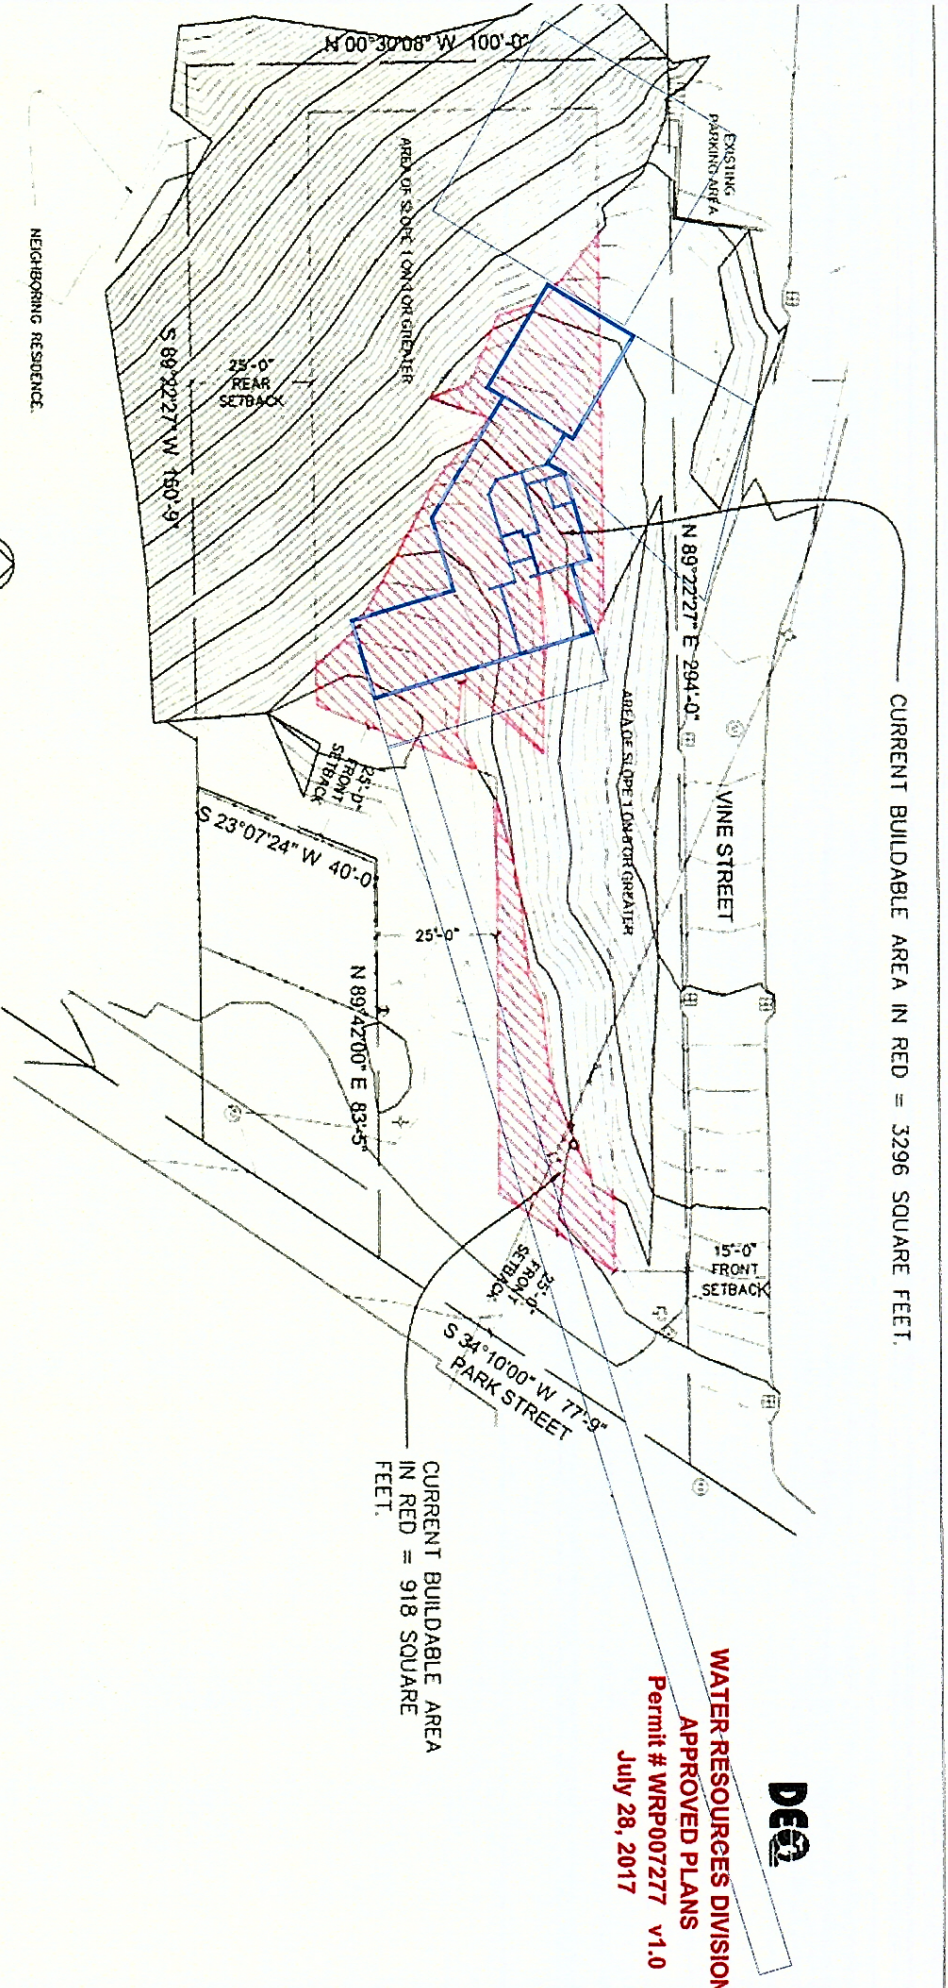 N 00°30'08" W 100'-0"
EXISTING
PARKING AREA
AREA OF SLOPE 1 ON 3 OR GREATER
NEIGHBORING RESIDENCE.
25'-0"
REAR
SETBACK
S 89°22'27" W 160'-9"
N 89°22'27" E 294'-0"
CURRENT BUILDABLE AREA IN RED = 3296 SQUARE FEET.
AREA OF SLOPE 1 ON 3 OR GREATER
VINE STREET
25'-0"
FRONT
SETBACK
S 23°07'24" W 40'-0
25'-0"
N 89°42'00" E 83'-5"
15'-0"
FRONT
SETBACK
25'-0"
FRONT
SETBACK
S 34°10'00" W 77'-9"
PARK STREET
CURRENT BUILDABLE AREA
IN RED = 918 SQUARE
FEET.
DEQ
WATER RESOURCES DIVISION
APPROVED PLANS
Permit # WRP007277 v1.0
July 28, 2017